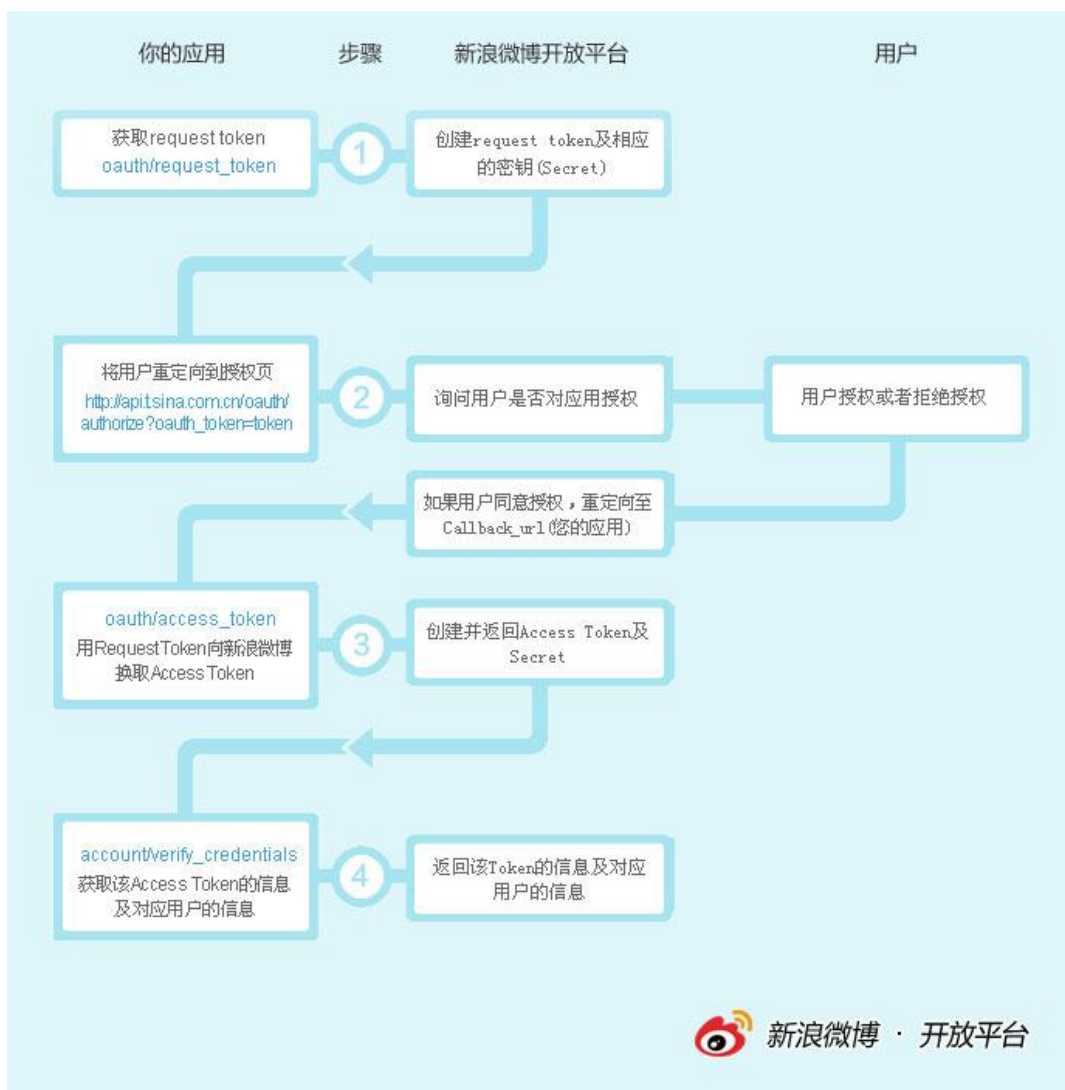 你的应用
步骤
新浪微博开放平台
用户
获取request token
oauth/request_token
1
创建request token及相应
的密钥(Secret)
将用户重定向到授权页
http://api.t.sina.com.cn/oauth/
authorize?oauth_token=token
2
询问用户是否对应用授权
用户授权或者拒绝授权
如果用户同意授权，重定向至
Callback_url(您的应用)
oauth/access_token
用RequestToken向新浪微博
换取Access Token
3
创建并返回Access Token及
Secret
account/verify_credentials
获取该Access Token的信息
及对应用户的信息
4
返回该Token的信息及对应
用户的信息
新浪微博 · 开放平台